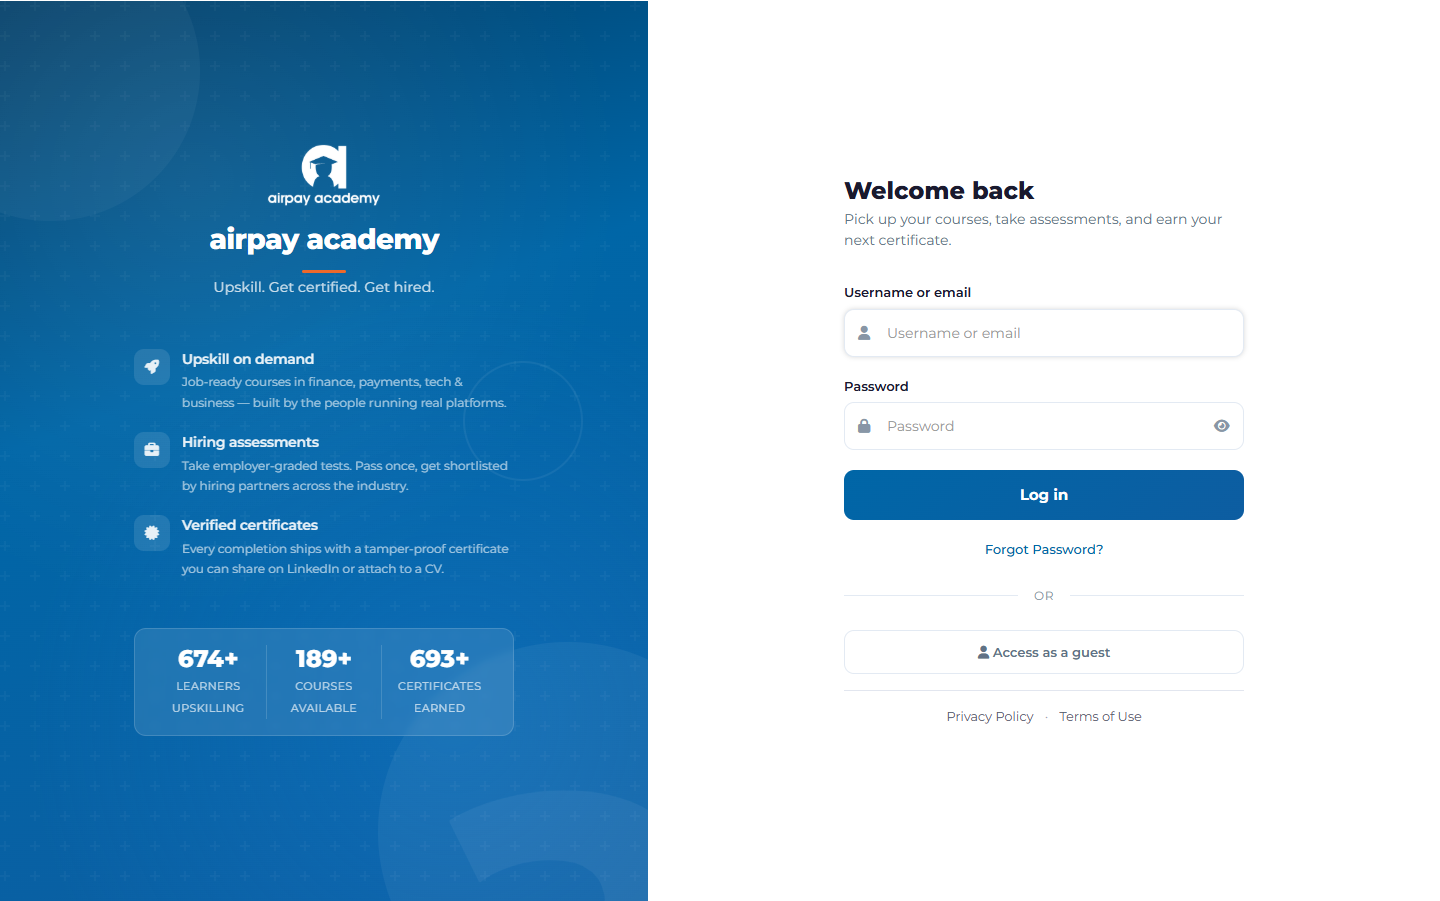 airpay academy
airpay academy
Upskill. Get certified. Get hired.
Upskill on demand
Job-ready courses in finance, payments, tech &
business — built by the people running real platforms.
Hiring assessments
Take employer-graded tests. Pass once, get shortlisted
by hiring partners across the industry.
Verified certificates
Every completion ships with a tamper-proof certificate
you can share on LinkedIn or attach to a CV.
674+
LEARNERS
UPSKILLING
189+
COURSES
AVAILABLE
693+
CERTIFICATES
EARNED
Welcome back
Pick up your courses, take assessments, and earn your
next certificate.
Username or email
Username or email
Password
Password
Log in
Forgot Password?
OR
Access as a guest
Privacy Policy · Terms of Use